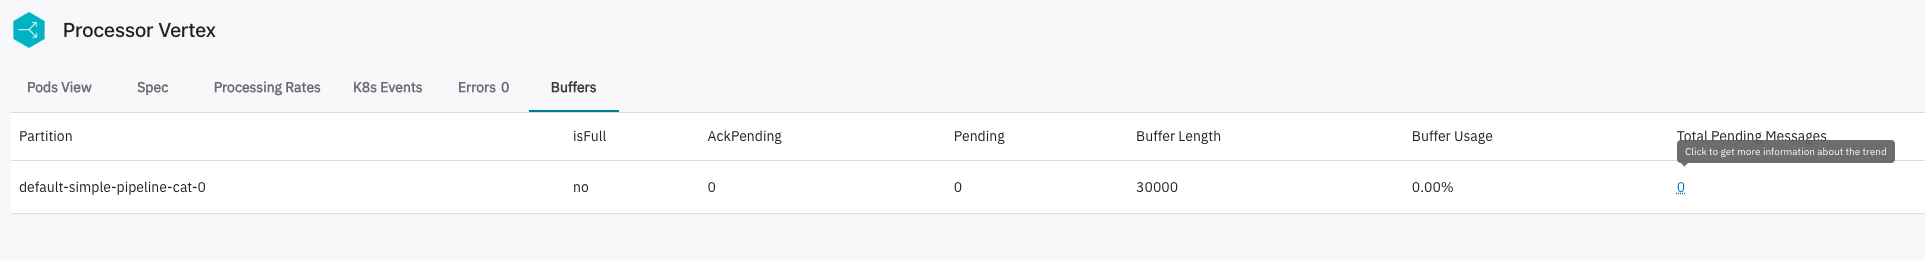 Processor Vertex
Pods View Spec Processing Rates K8s Events Errors 0 Buffers
Partition isFull AckPending Pending Buffer Length Buffer Usage Total Pending Messages
Click to get more information about the trend
default-simple-pipeline-cat-0 no 0 0 30000 0.00% 0